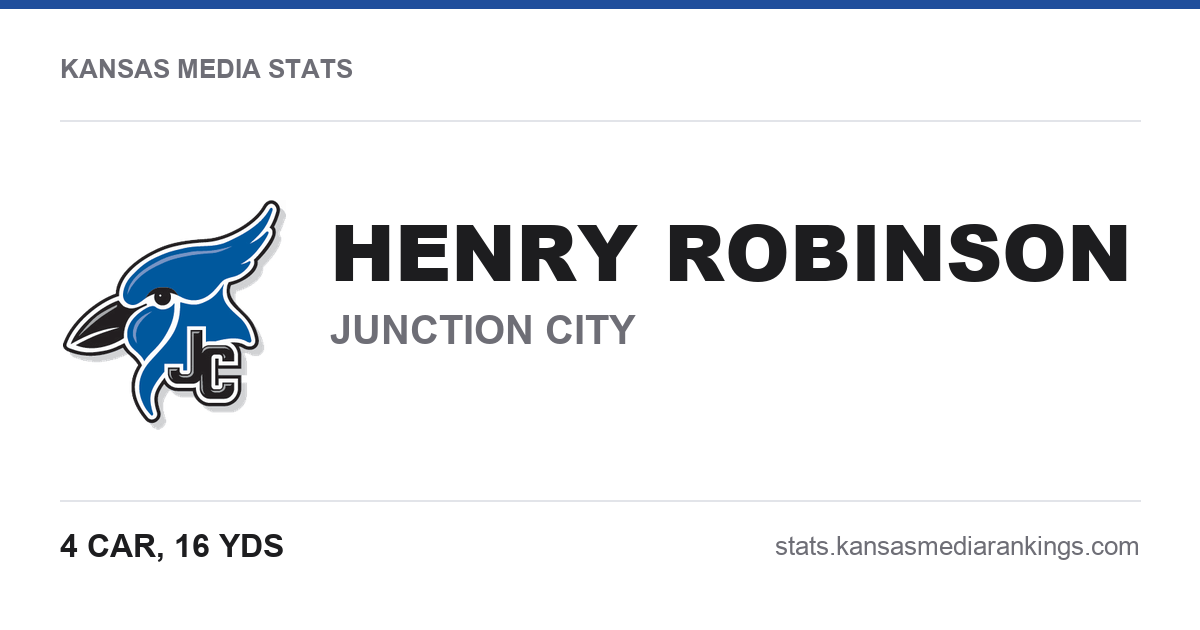 KANSAS MEDIA STATS
HENRY ROBINSON
JUNCTION CITY
JC
4 CAR, 16 YDS
stats.kansasmediarankings.com